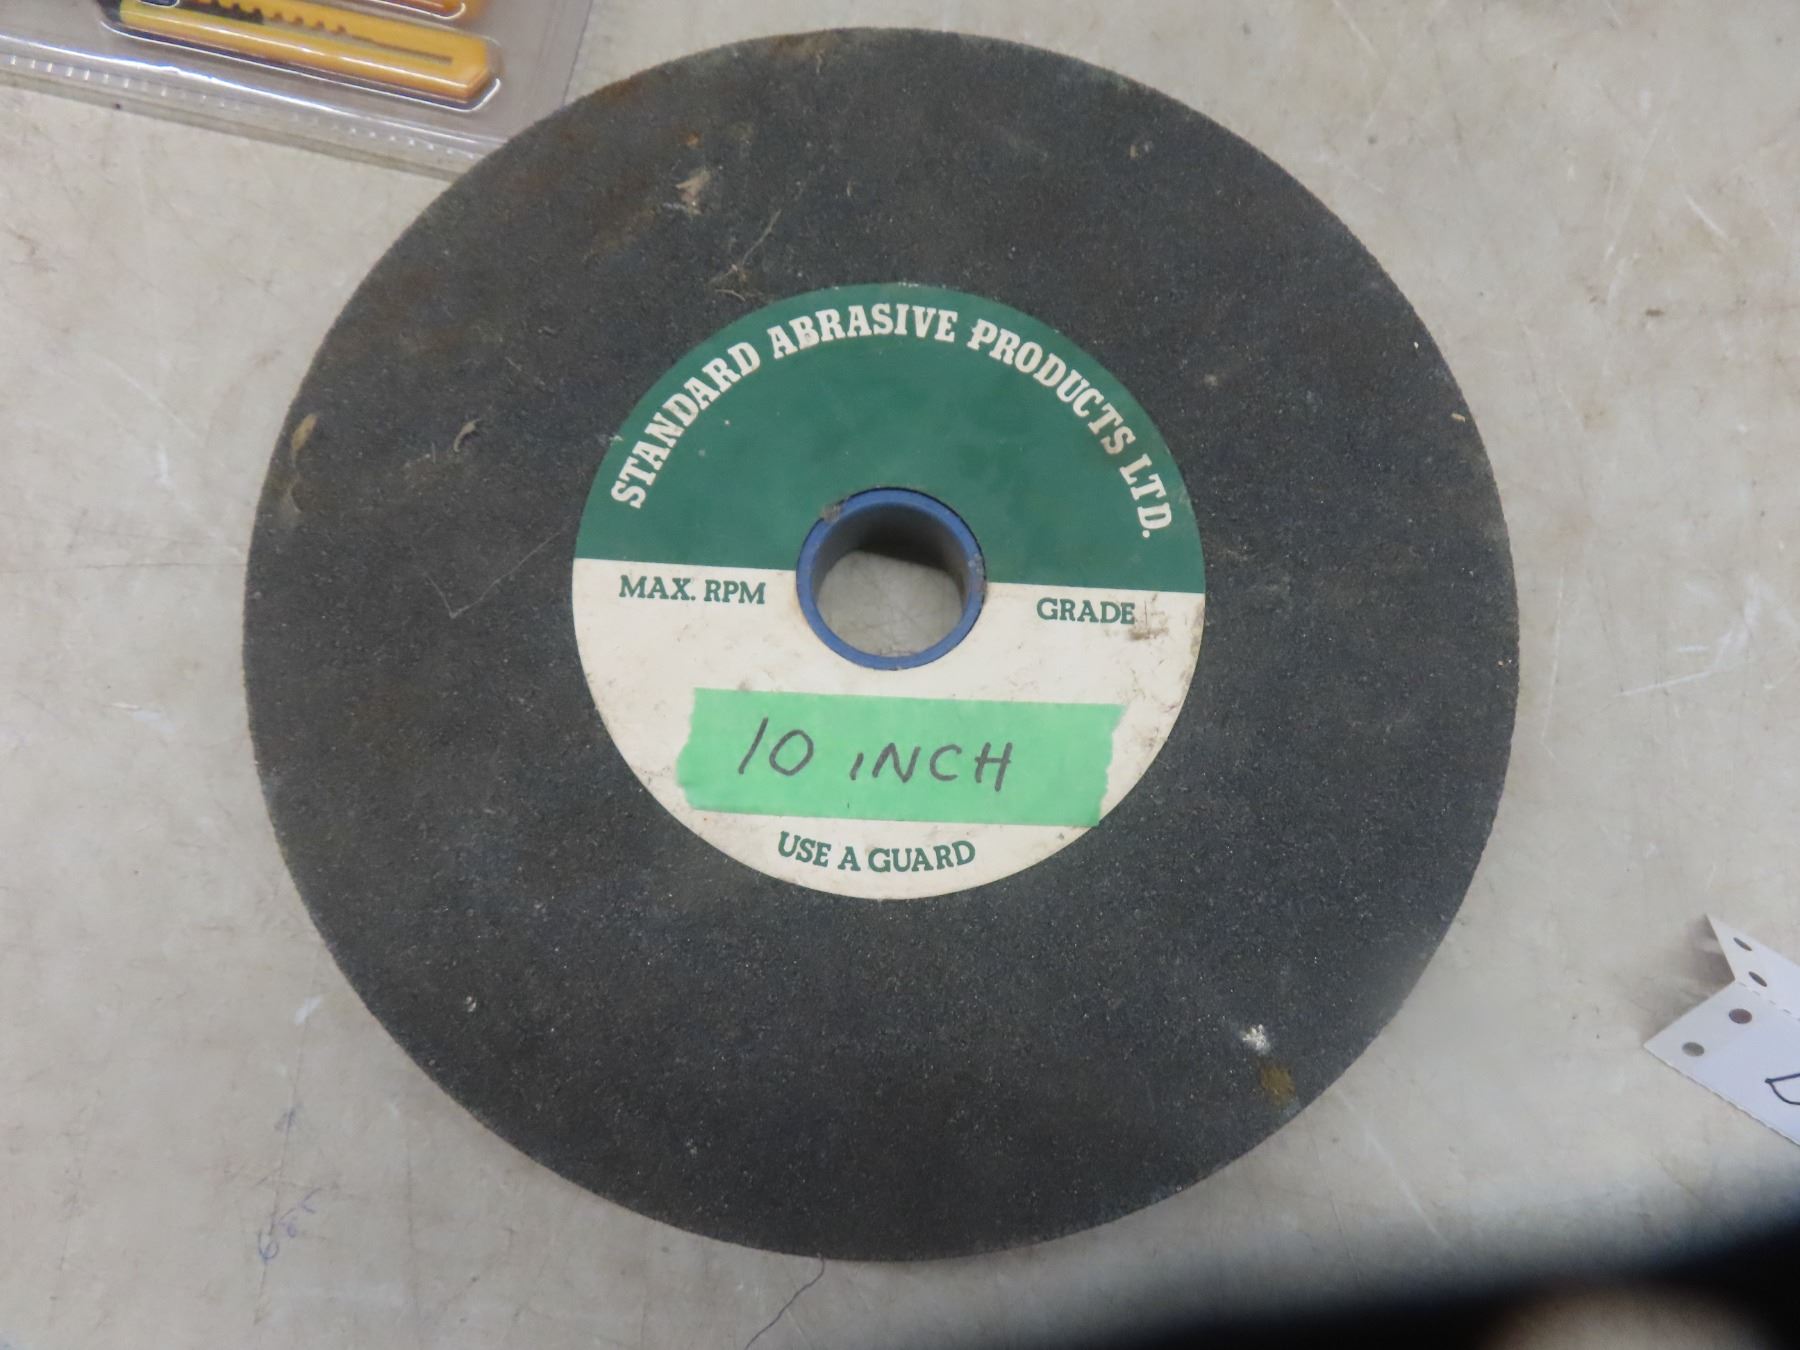 STANDARD ABRASIVE PRODUCTS LTD.
MAX. RPM
GRADE
10 INCH
USE A GUARD